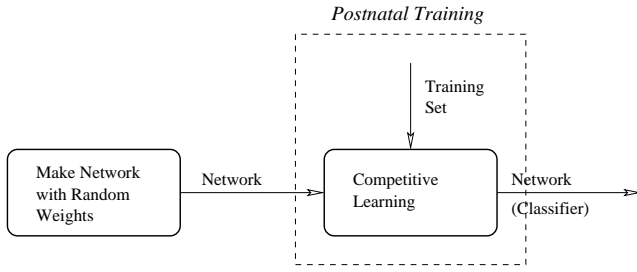 Postnatal Training
Training
Set
Make Network
with Random
Weights
Network
Competitive
Learning
Network
(Classifier)